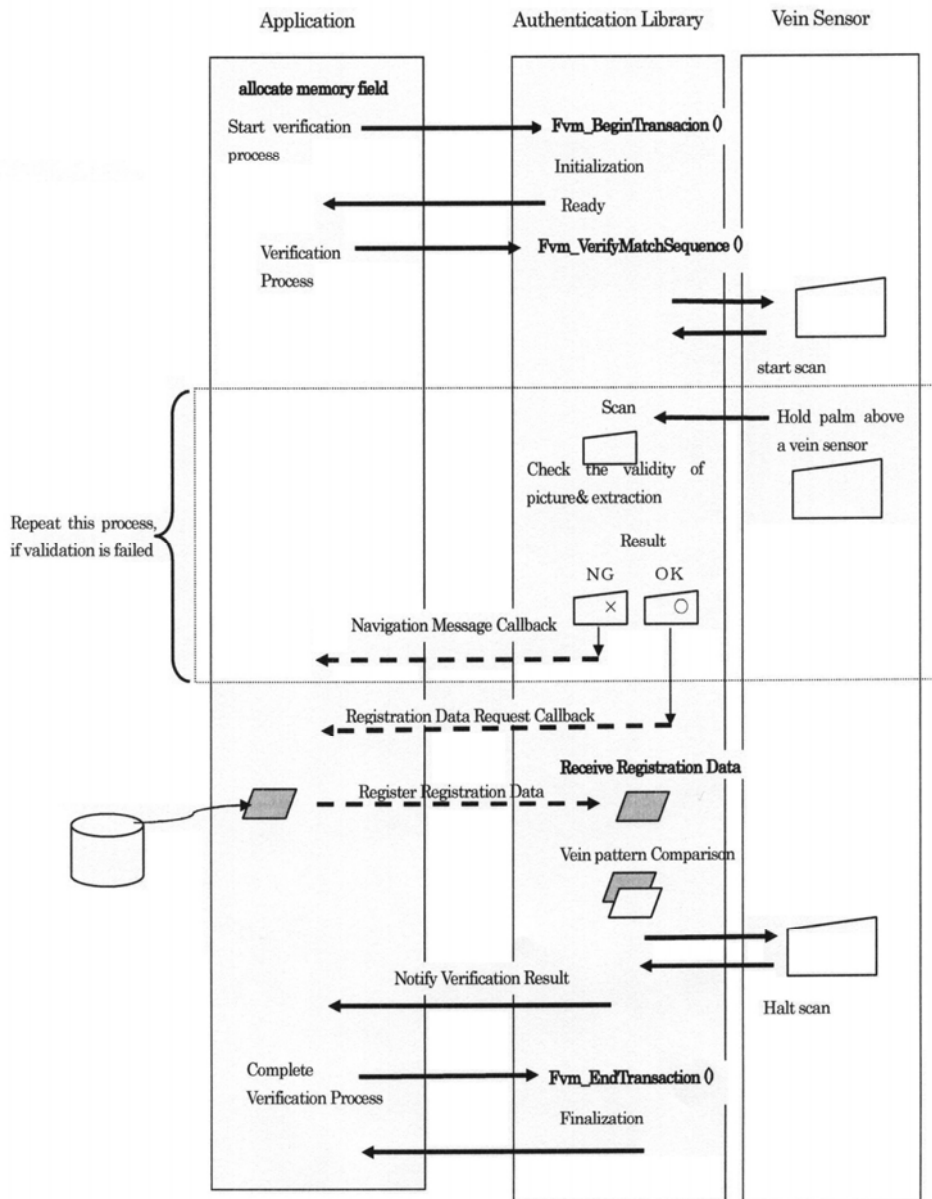 Application
Authentication Library
Vein Sensor
allocate memory field
Start verification
process
Fvm_BeginTransacion ()
Initialization
Ready
Verification
Process
Fvm_VerifyMatchSequence ()
start scan
Scan
Hold palm above
a vein sensor
Check the validity of
picture& extraction
Repeat this process,
if validation is failed
Result
NG
OK
Navigation Message Callback
Registration Data Request Callback
Receive Registration Data
Register Registration Data
Vein pattern Comparison
Notify Verification Result
Halt scan
Complete
Verification Process
Fvm_EndTransaction ()
Finalization